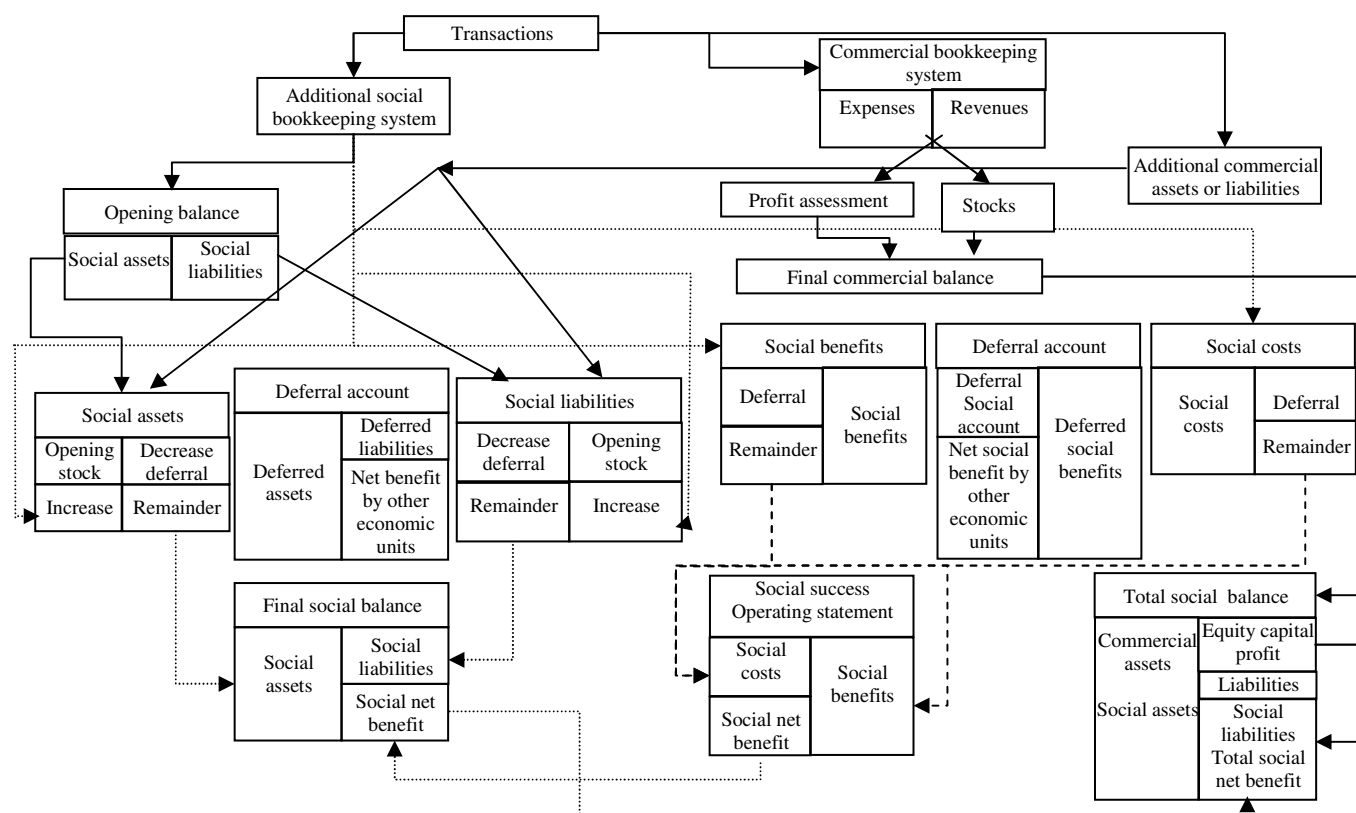 Transactions
Commercial bookkeeping
system
Expenses
Revenues
Additional social
bookkeeping system
Additional commercial
assets or liabilities
Opening balance
Social assets
Social
liabilities
Profit assessment
Stocks
Final commercial balance
Social assets
Opening
stock
Decrease
deferral
Increase
Remainder
Deferral account
Deferred
assets
Deferred
liabilities
Net benefit
by other
economic
units
Social liabilities
Decrease
deferral
Opening
stock
Remainder
Increase
Social benefits
Deferral
Remainder
Social
benefits
Deferral account
Deferral
Social
account
Net social
benefit by
other
economic
units
Deferred
social
benefits
Social costs
Social
costs
Deferral
Remainder
Final social balance
Social
assets
Social
liabilities
Social net
benefit
Social success
Operating statement
Social
costs
Social net
benefit
Social
benefits
Total social balance
Commercial
assets
Social assets
Equity capital
profit
Liabilities
Social
liabilities
Total social
net benefit